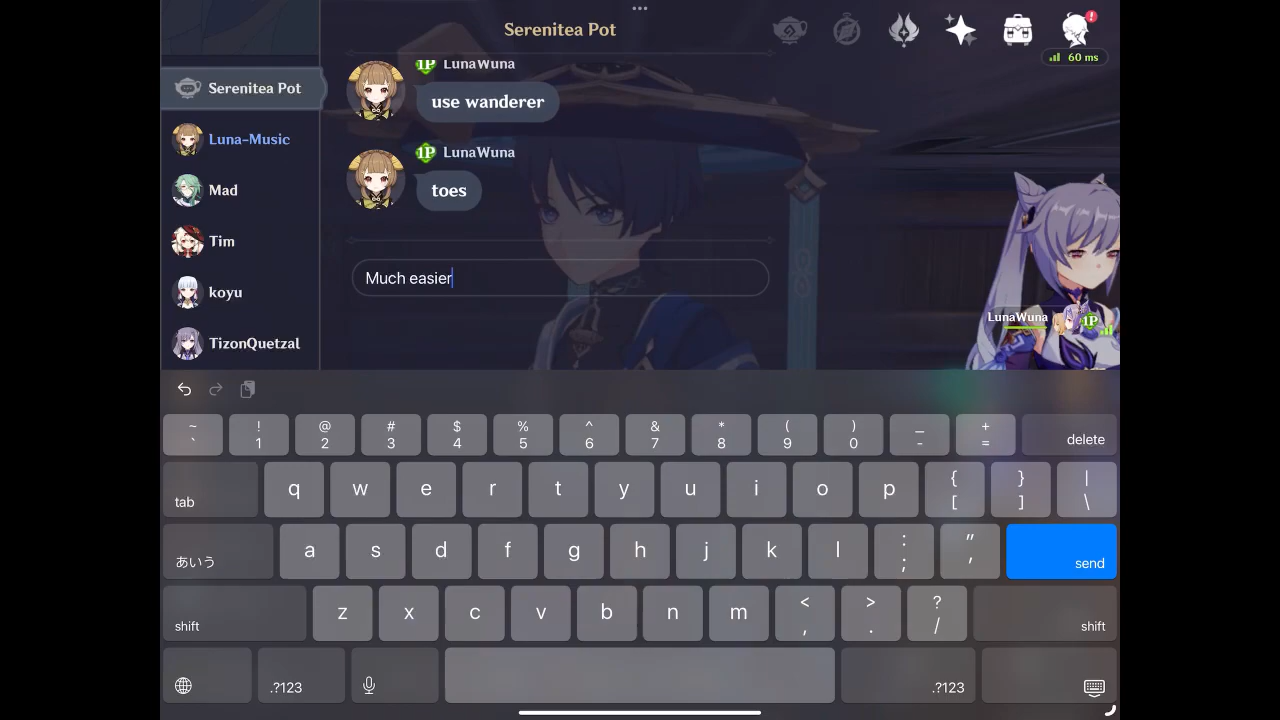 Serenitea Pot
60 ms
Serenitea Pot
Luna-Music
Mad
Tim
koyu
TizonQuetzal
1P LunaWuna
use wanderer
1P LunaWuna
toes
Much easier
LunaWuna 1P
~ ! @ # $ % ^ & * ( ) _ +
` 1 2 3 4 5 6 7 8 9 0 - = delete
tab q w e r t y u i o p { [ } ] | \
あいう a s d f g h j k l : ; " ' send
shift z x c v b n m < , > . ? / shift
.?123 .?123